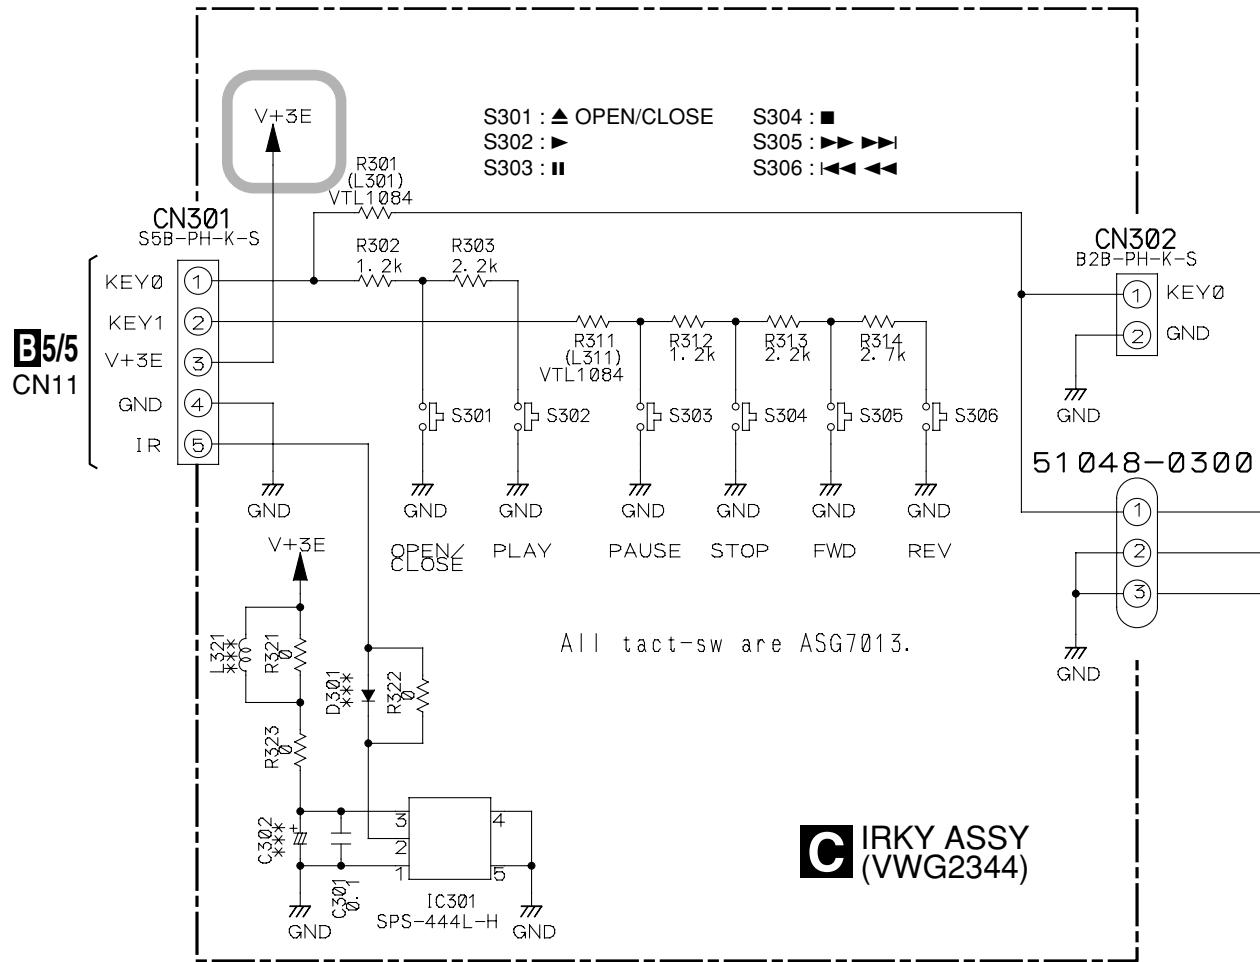 V+3E
S301 : ⏏ OPEN/CLOSE
S302 : ►
S303 : ⏸
S304 : ■
S305 : ►► ►►|
S306 : |◄◄ ◄◄
R301
(L301)
VTL1084
CN301
S5B-PH-K-S
R302
1.2k
R303
2.2k
CN302
B2B-PH-K-S
KEY0 1
KEY1 2
V+3E 3
GND 4
IR 5
B 5/5
CN11
1 KEY0
2 GND
GND
R311
(L311)
VTL1084
R312
1.2k
R313
2.2k
R314
2.7k
S301
S302
S303
S304
S305
S306
GND
GND
GND
GND
GND
GND
GND
OPEN/
CLOSE
PLAY
PAUSE
STOP
FWD
REV
51048-0300
1
2
3
GND
V+3E
L321
***
R321
0
D301
***
R322
0
R323
0
All tact-sw are ASG7013.
C302
***
+
C301
0.1
3
2
1
4
5
IC301
SPS-444L-H
GND
GND
C IRKY ASSY
(VWG2344)